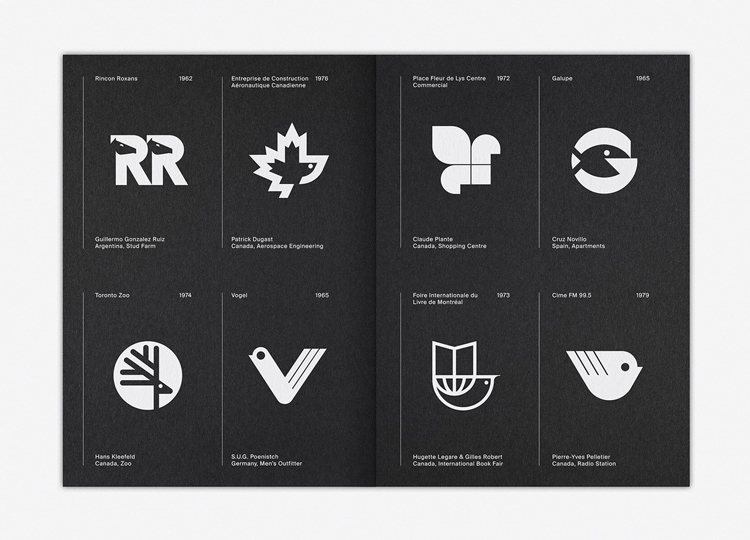 Rincon Roxans 1962
Guillermo Gonzalez Ruiz
Argentina, Stud Farm
Entreprise de Construction 1976
Aéronautique Canadienne
Patrick Dugast
Canada, Aerospace Engineering
Place Fleur de Lys Centre 1972
Commercial
Claude Plante
Canada, Shopping Centre
Galupe 1965
Cruz Novillo
Spain, Apartments
Toronto Zoo 1974
Hans Kleefeld
Canada, Zoo
Vogel 1965
V
S.U.G. Poenistch
Germany, Men's Outfitter
Foire Internationale du 1973
Livre de Montréal
Hugette Legare & Gilles Robert
Canada, International Book Fair
Cime FM 99.5 1979
Pierre-Yves Pelletier
Canada, Radio Station
RR